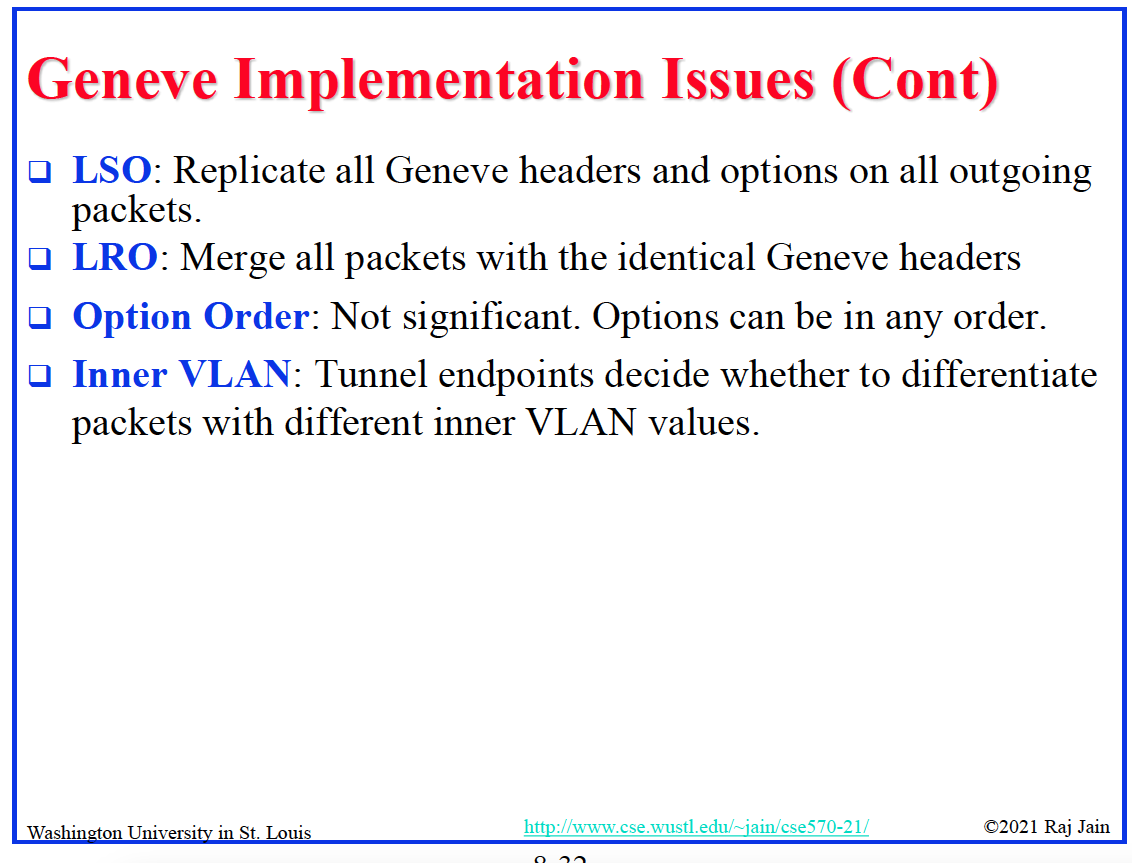 Geneve Implementation Issues (Cont)
❑ LSO: Replicate all Geneve headers and options on all outgoing
packets.
❑ LRO: Merge all packets with the identical Geneve headers
❑ Option Order: Not significant. Options can be in any order.
❑ Inner VLAN: Tunnel endpoints decide whether to differentiate
packets with different inner VLAN values.
Washington University in St. Louis
http://www.cse.wustl.edu/~jain/cse570-21/
©2021 Raj Jain
8-32